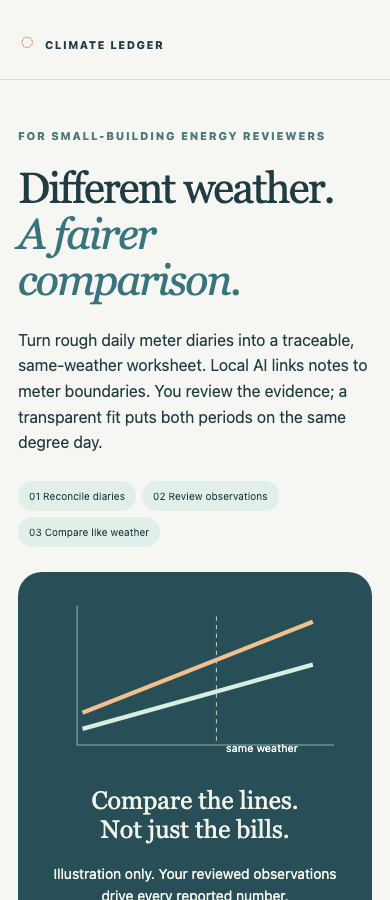 CLIMATE LEDGER
FOR SMALL-BUILDING ENERGY REVIEWERS
Different weather.
A fairer
comparison.
Turn rough daily meter diaries into a traceable,
same-weather worksheet. Local AI links notes to
meter boundaries. You review the evidence; a
transparent fit puts both periods on the same
degree day.
01 Reconcile diaries
02 Review observations
03 Compare like weather
same weather
Compare the lines.
Not just the bills.
Illustration only. Your reviewed observations
drive every reported number.